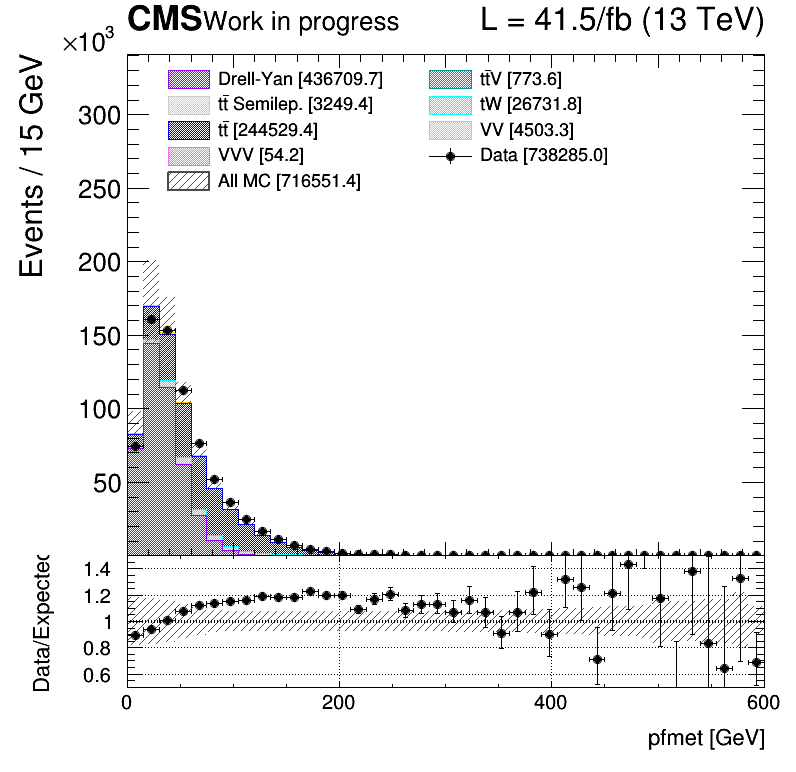 CMS Work in progress L = 41.5/fb (13 TeV)
×10³
Events / 15 GeV
Drell-Yan [436709.7] tt̄V [773.6]
tt̄ Semilep. [3249.4] tW [26731.8]
tt̄ [244529.4] VV [4503.3]
VVV [54.2] Data [738285.0]
All MC [716551.4]
300
250
200
150
100
50
Data/Expected
1.4
1.2
1
0.8
0.6
0 200 400 600
pfmet [GeV]